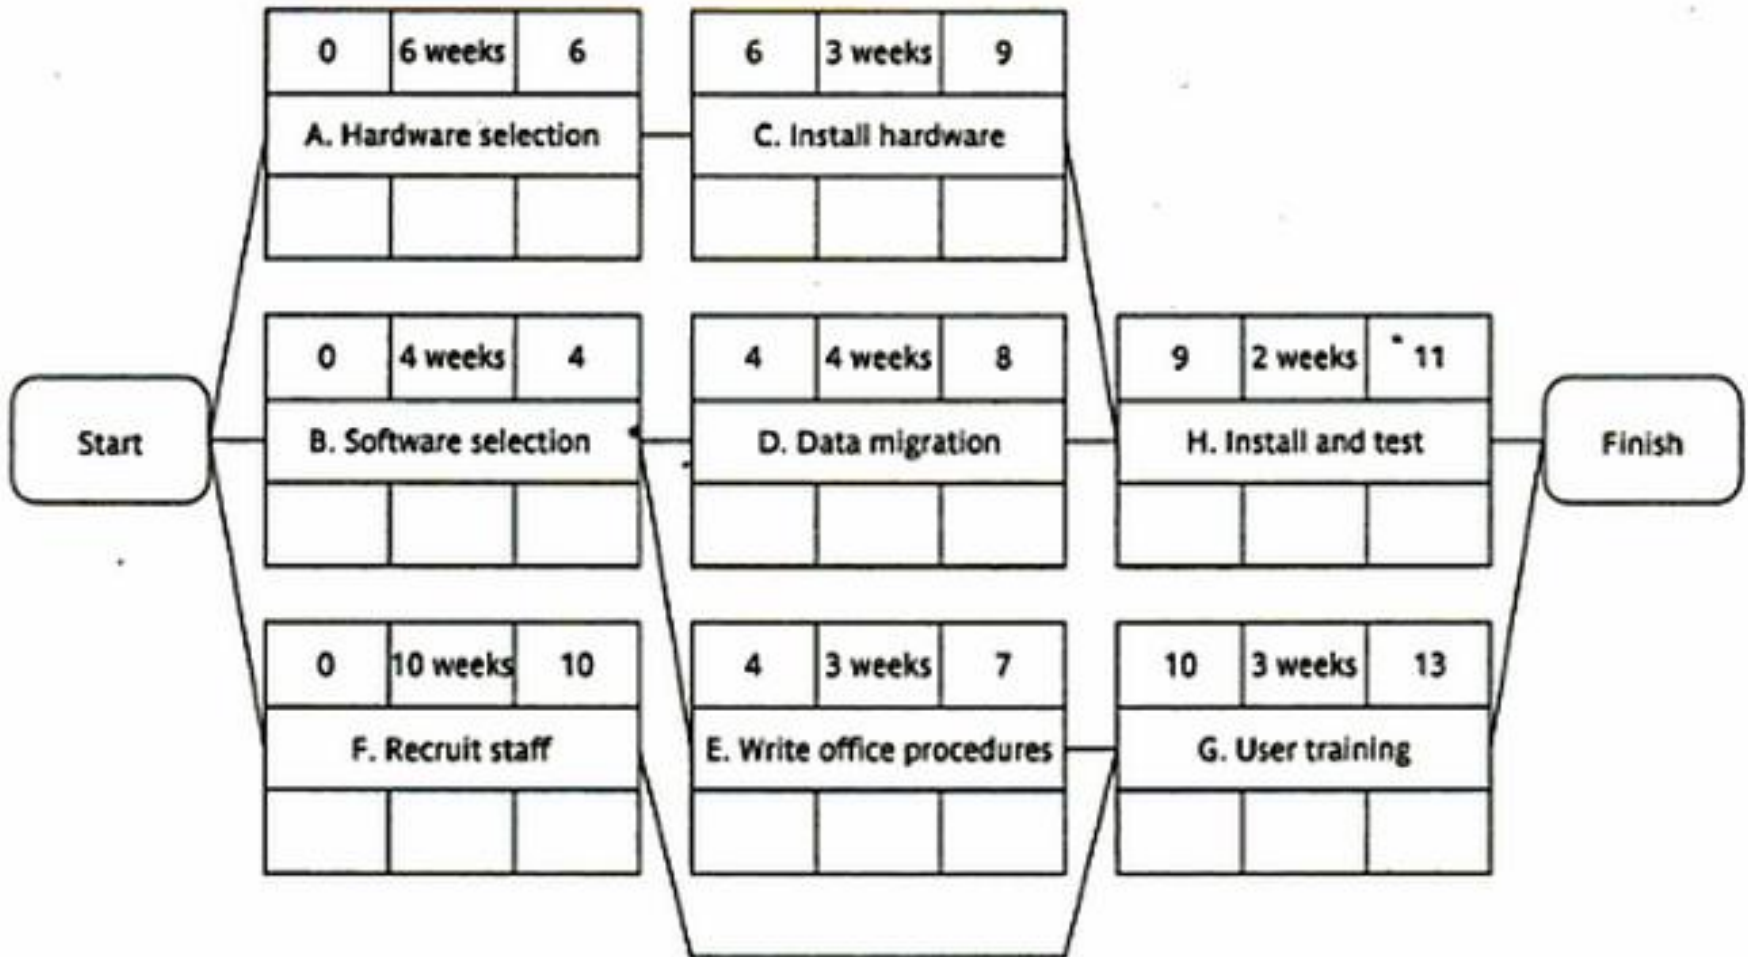 0 6 weeks 6
A. Hardware selection
6 3 weeks 9
C. Install hardware
Start
0 4 weeks 4
B. Software selection
4 4 weeks 8
D. Data migration
9 2 weeks 11
H. Install and test
Finish
0 10 weeks 10
F. Recruit staff
4 3 weeks 7
E. Write office procedures
10 3 weeks 13
G. User training